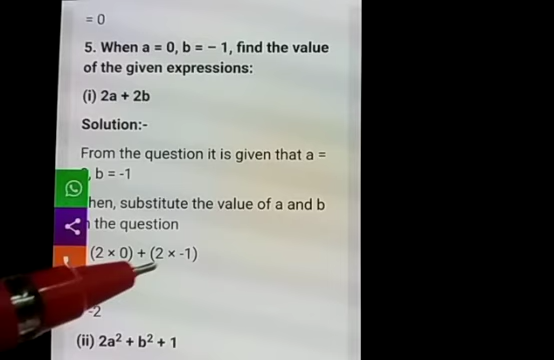 = 0
5. When a = 0, b = − 1, find the value
of the given expressions:
(i) 2a + 2b
Solution:-
From the question it is given that a =
, b = -1
hen, substitute the value of a and b
the question
(2 × 0) + (2 × -1)
-2
(ii) 2a² + b² + 1